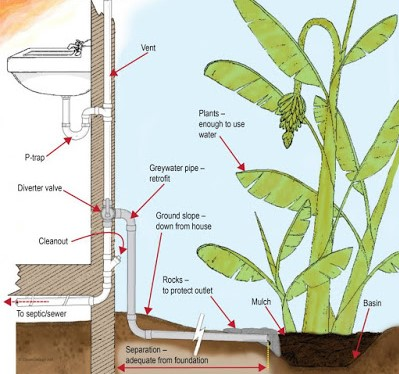 Vent
Plants –
enough to use
water
P-trap
Greywater pipe –
retrofit
Diverter valve
Ground slope –
down from house
Cleanout
Rocks –
to protect outlet
Mulch
Basin
To septic/sewer
Separation –
adequate from foundation